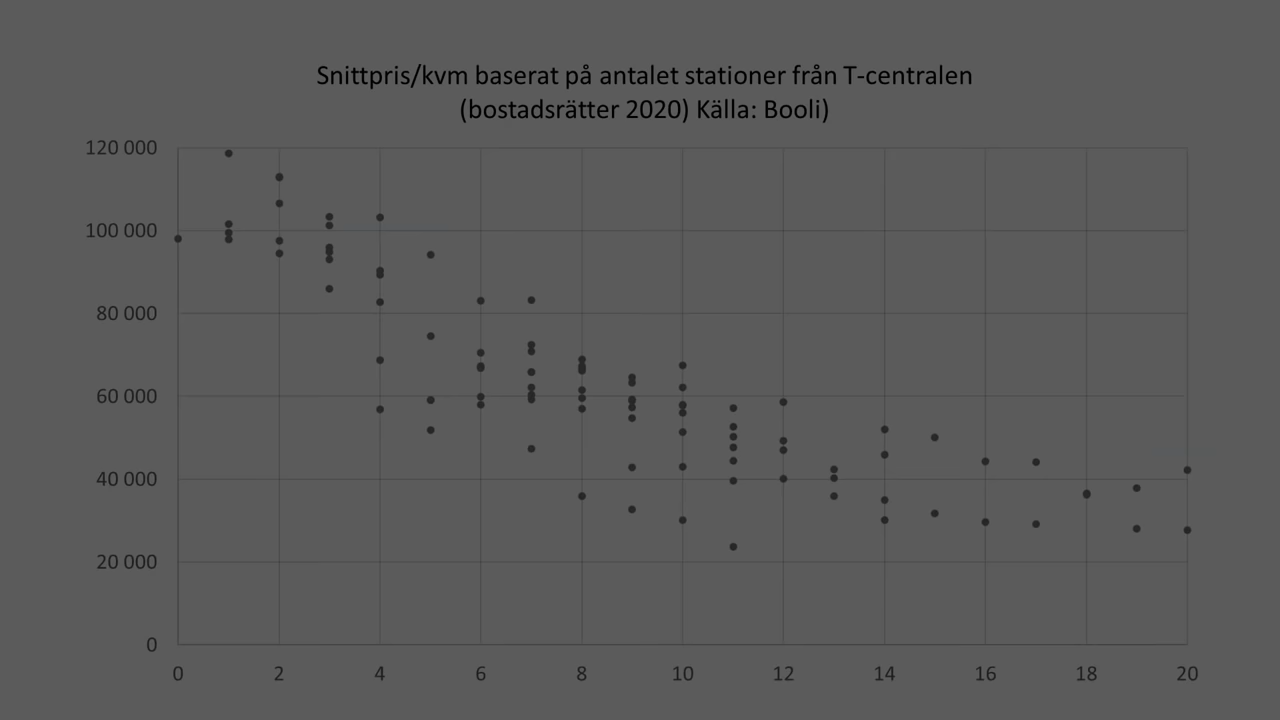 Snittpris/kvm baserat på antalet stationer från T-centralen
(bostadsrätter 2020) Källa: Booli)
120 000
100 000
80 000
60 000
40 000
20 000
0
0 2 4 6 8 10 12 14 16 18 20